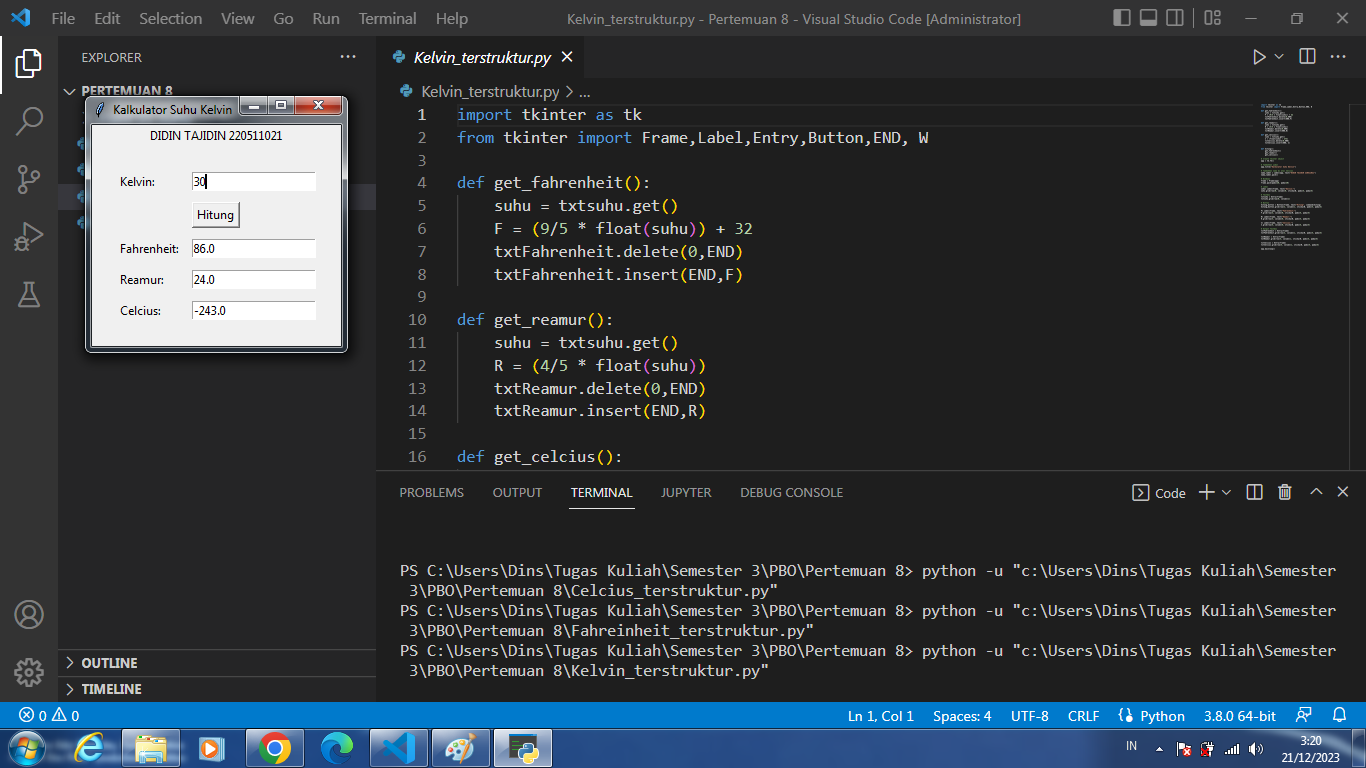 File Edit Selection View Go Run Terminal Help
Kelvin_terstruktur.py - Pertemuan 8 - Visual Studio Code [Administrator]
EXPLORER
PERTEMUAN 8
Kalkulator Suhu Kelvin
DIDIN TAJIDIN 220511021
Kelvin: 30
Hitung
Fahrenheit: 86.0
Reamur: 24.0
Celcius: -243.0
OUTLINE
TIMELINE
Kelvin_terstruktur.py
Kelvin_terstruktur.py > ...
1 import tkinter as tk
2 from tkinter import Frame,Label,Entry,Button,END, W
3
4 def get_fahrenheit():
5 suhu = txtsuhu.get()
6 F = (9/5 * float(suhu)) + 32
7 txtFahrenheit.delete(0,END)
8 txtFahrenheit.insert(END,F)
9
10 def get_reamur():
11 suhu = txtsuhu.get()
12 R = (4/5 * float(suhu))
13 txtReamur.delete(0,END)
14 txtReamur.insert(END,R)
15
16 def get_celcius():
PROBLEMS OUTPUT TERMINAL JUPYTER DEBUG CONSOLE
Code
PS C:\Users\Dins\Tugas Kuliah\Semester 3\PBO\Pertemuan 8> python -u "c:\Users\Dins\Tugas Kuliah\Semester
3\PBO\Pertemuan 8\Celcius_terstruktur.py"
PS C:\Users\Dins\Tugas Kuliah\Semester 3\PBO\Pertemuan 8> python -u "c:\Users\Dins\Tugas Kuliah\Semester
3\PBO\Pertemuan 8\Fahreinheit_terstruktur.py"
PS C:\Users\Dins\Tugas Kuliah\Semester 3\PBO\Pertemuan 8> python -u "c:\Users\Dins\Tugas Kuliah\Semester
3\PBO\Pertemuan 8\Kelvin_terstruktur.py"
0 0
Ln 1, Col 1 Spaces: 4 UTF-8 CRLF Python 3.8.0 64-bit
IN
3:20
21/12/2023